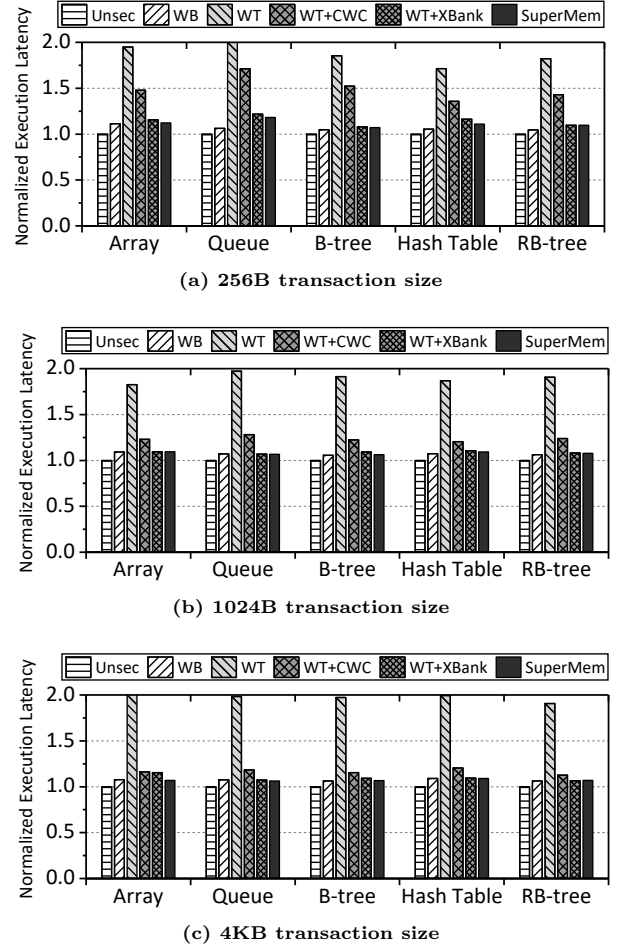 Unsec WB WT WT+CWC WT+XBank SuperMem
Normalized Execution Latency
2.0
1.5
1.0
0.5
0.0
Array Queue B-tree Hash Table RB-tree
(a) 256B transaction size
Unsec WB WT WT+CWC WT+XBank SuperMem
Normalized Execution Latency
2.0
1.5
1.0
0.5
0.0
Array Queue B-tree Hash Table RB-tree
(b) 1024B transaction size
Unsec WB WT WT+CWC WT+XBank SuperMem
Normalized Execution Latency
2.0
1.5
1.0
0.5
0.0
Array Queue B-tree Hash Table RB-tree
(c) 4KB transaction size